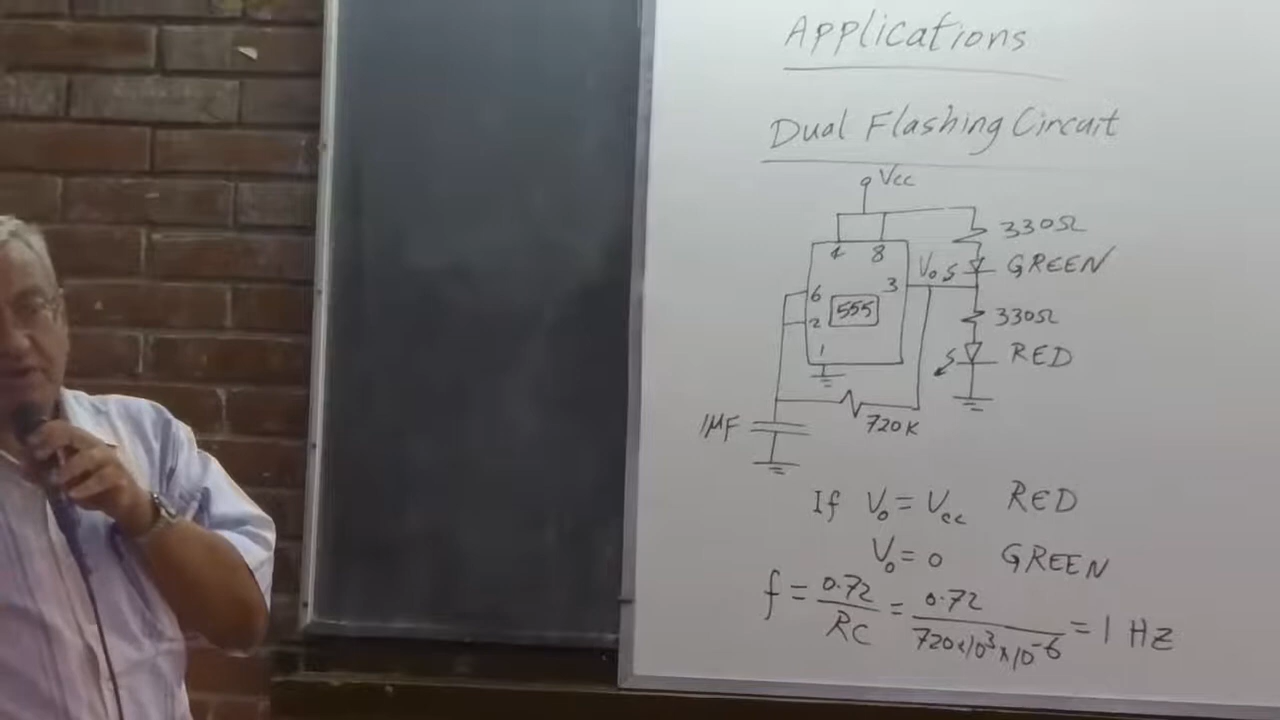 Applications
Dual Flashing Circuit
Vcc
330Ω
4 8
Vo
GREEN
3
6
555
2
330Ω
1
RED
720K
1µF
If Vo = Vcc RED
Vo = 0 GREEN
f = 0.72 / RC = 0.72 / 720×10³×10⁻⁶ = 1 Hz